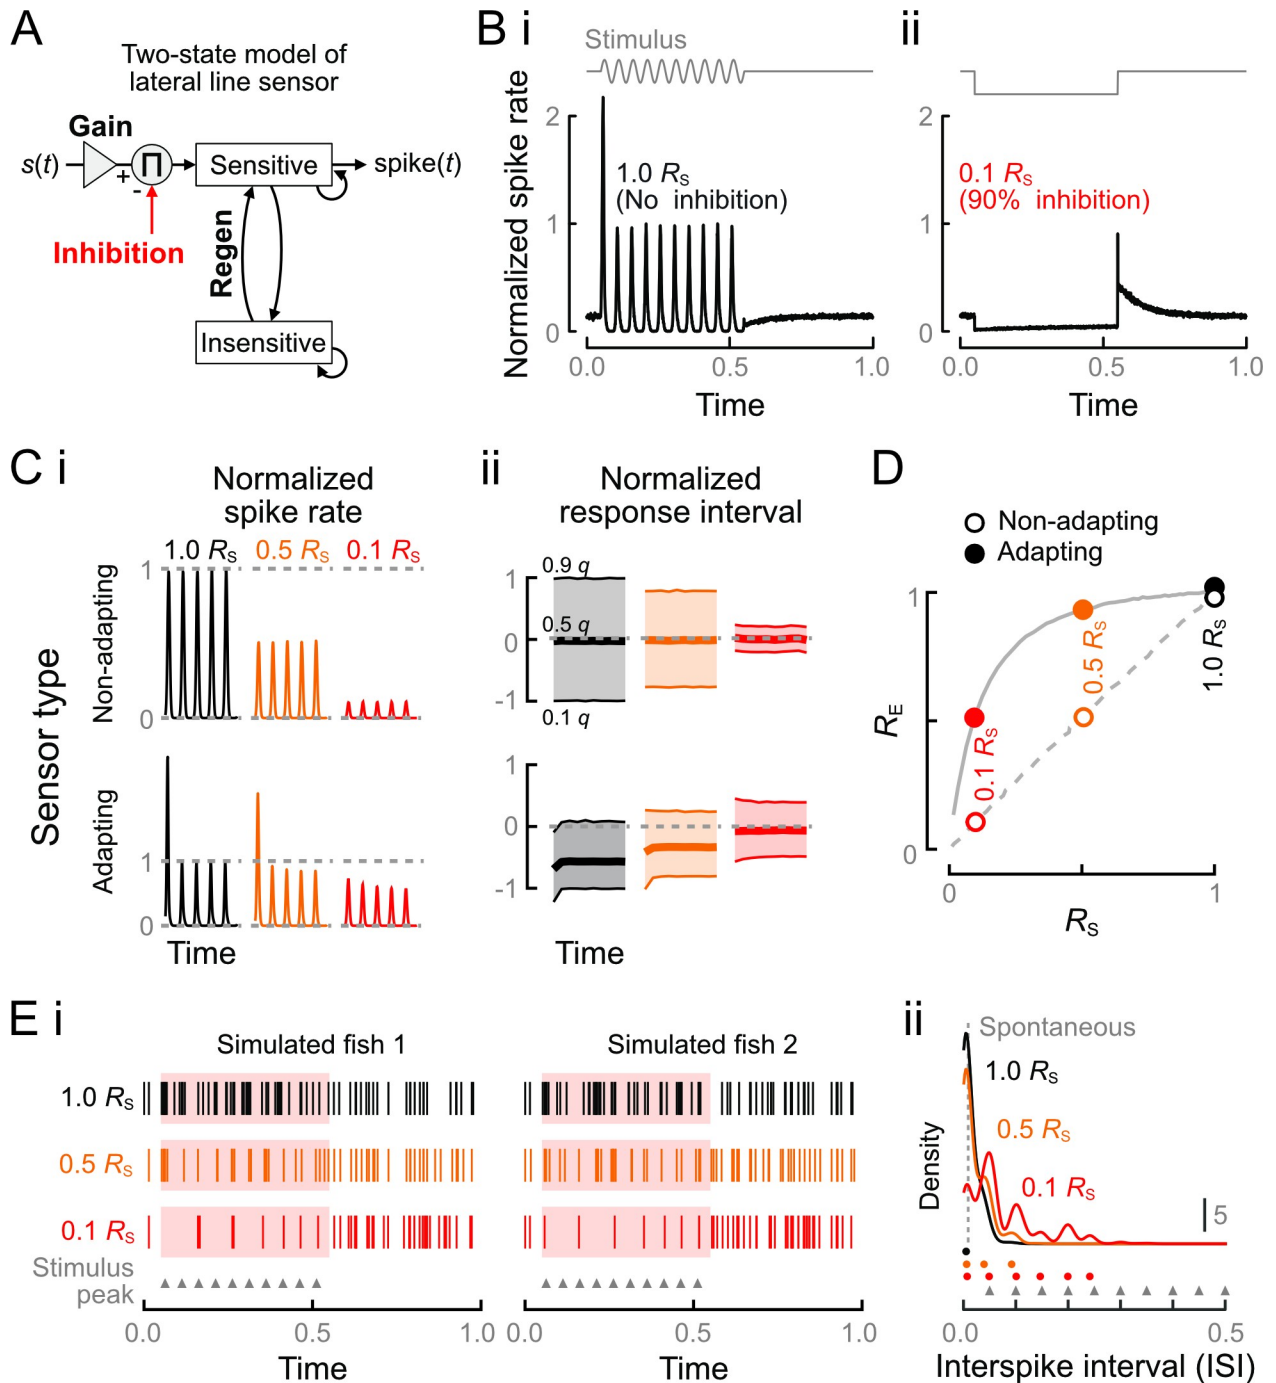 A
Two-state model of
lateral line sensor
Gain
s(t)
+
-
Π
Sensitive
spike(t)
Inhibition
Regen
Insensitive
B i
Stimulus
Normalized spike rate
2
1
0
1.0 RS
(No inhibition)
0.0 0.5 1.0
Time
ii
2
1
0
0.1 RS
(90% inhibition)
0.0 0.5 1.0
Time
C i
Normalized
spike rate
1.0 RS 0.5 RS 0.1 RS
Sensor type
Non-adapting
1
0
Adapting
1
0
Time
ii
Normalized
response interval
0.9 q
0.5 q
0.1 q
1
0
-1
1
0
-1
Time
D
Non-adapting
Adapting
RE
1
0
0.1 RS
0.5 RS
1.0 RS
0 1
RS
E i
Simulated fish 1
Simulated fish 2
1.0 RS
0.5 RS
0.1 RS
Stimulus
peak
0.0 0.5 1.0
Time
0.0 0.5 1.0
Time
ii
Spontaneous
1.0 RS
0.5 RS
0.1 RS
Density
5
0.0 0.5
Interspike interval (ISI)